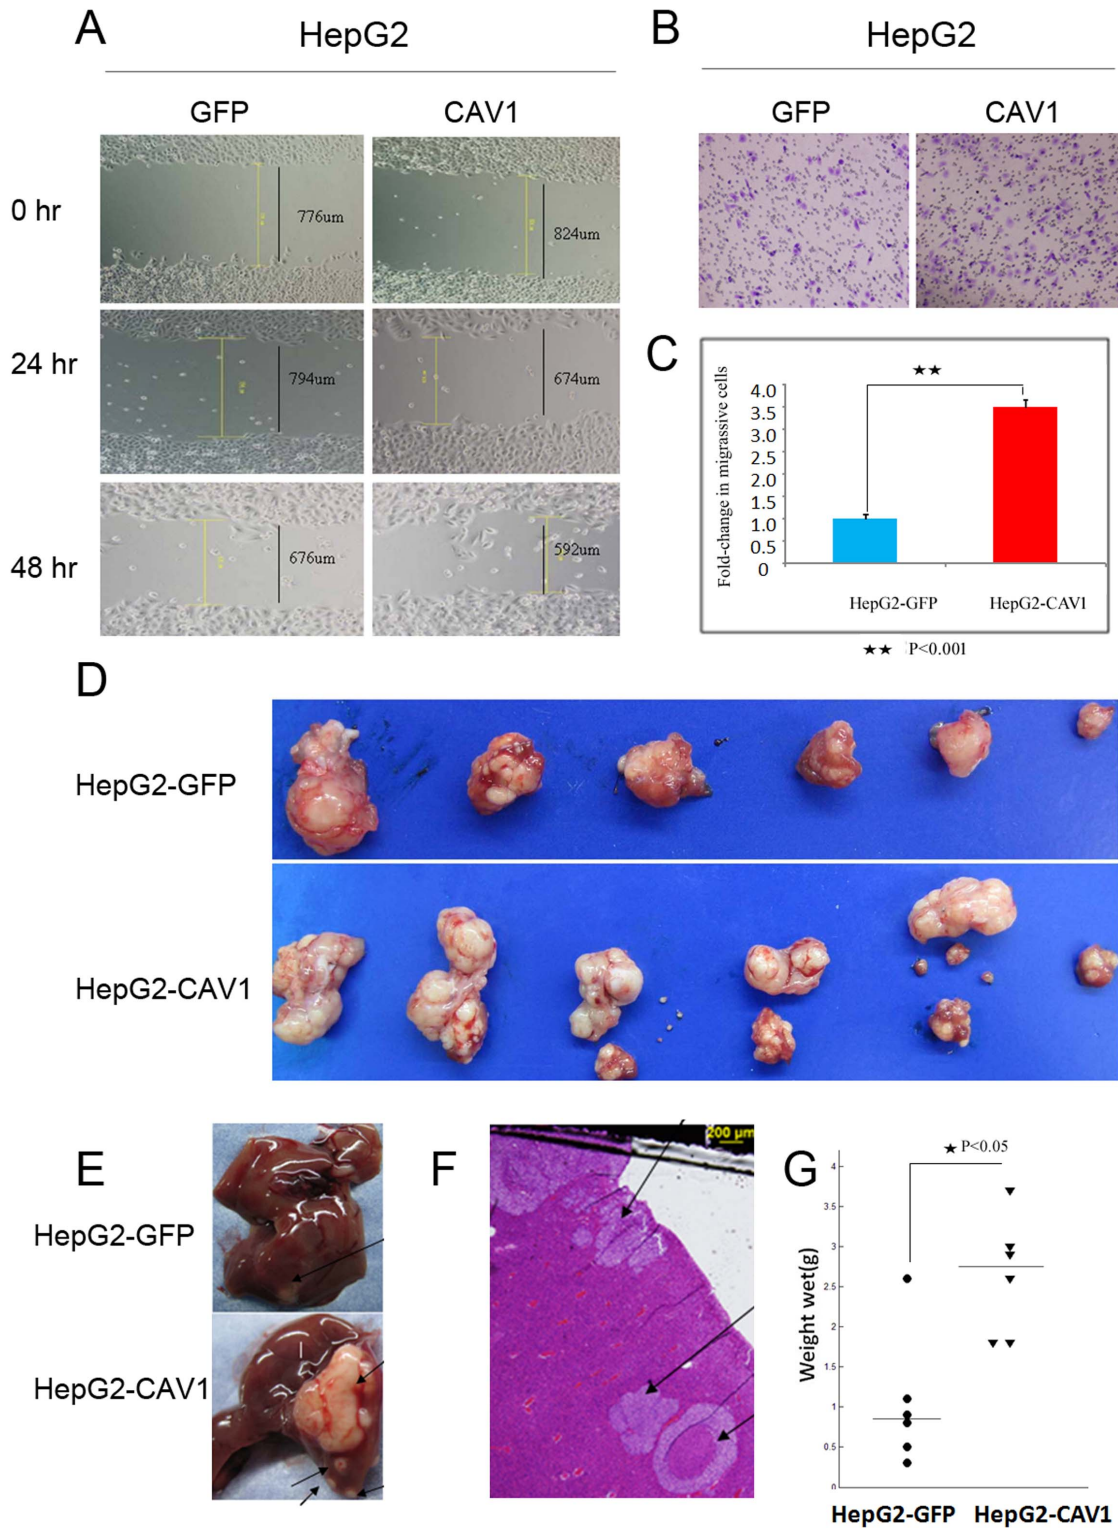 A
HepG2
GFP
CAV1
0 hr
776um
824um
24 hr
794um
674um
48 hr
676um
592um
B
HepG2
GFP
CAV1
C
Fold-change in migrassive cells
★★
4.0
3.5
3.0
2.5
2.0
1.5
1.0
0.5
0
HepG2-GFP
HepG2-CAV1
★★ P<0.001
D
HepG2-GFP
HepG2-CAV1
E
HepG2-GFP
HepG2-CAV1
F
200 µm
G
★ P<0.05
Weight wet(g)
4
3.5
3
2.5
2
1.5
1
0.5
0
HepG2-GFP
HepG2-CAV1